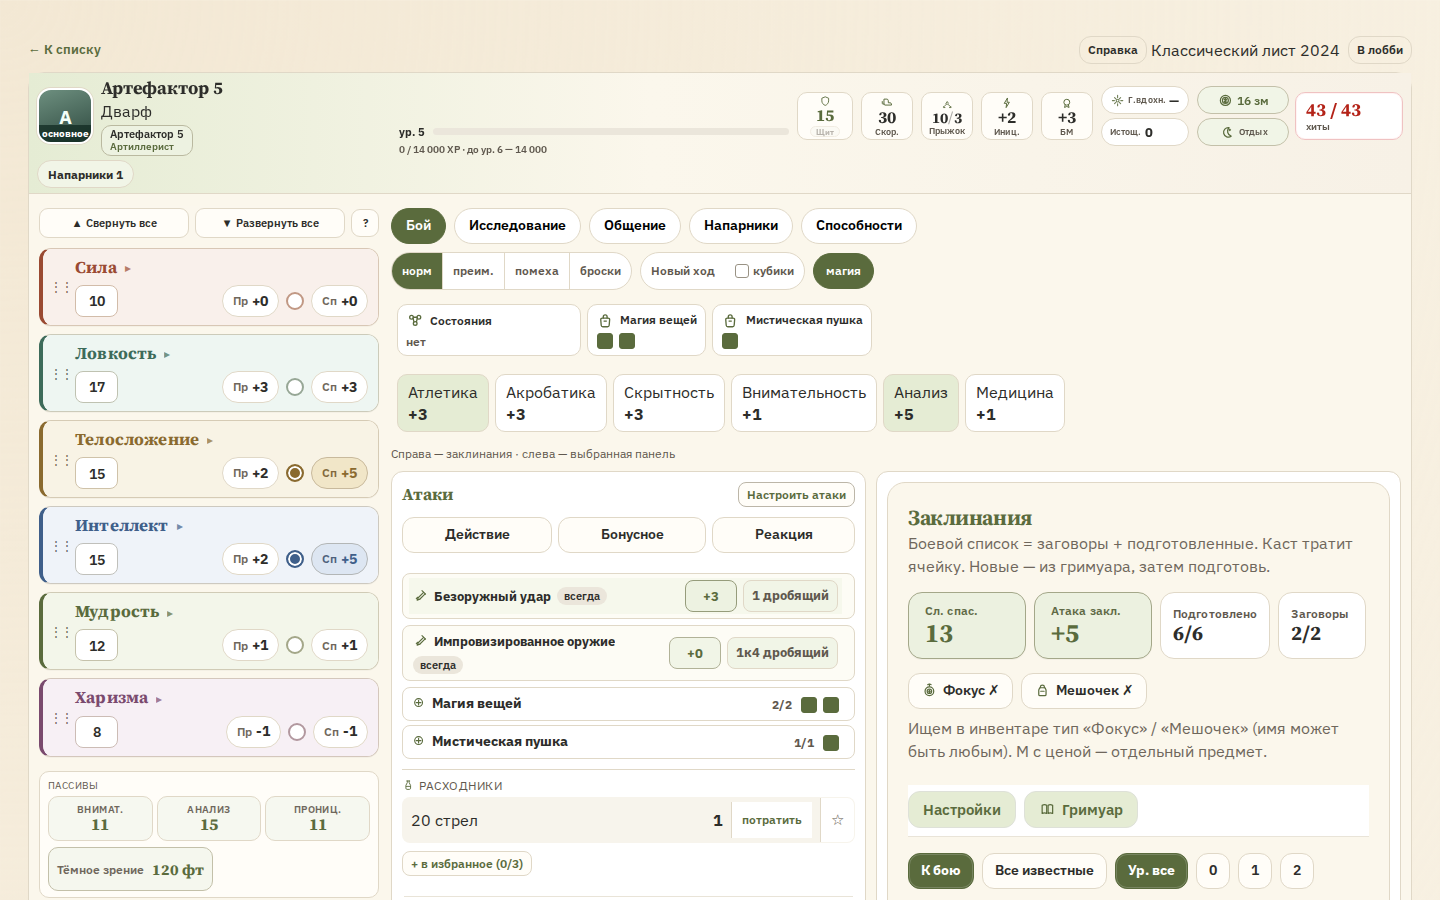 ← К списку
Справка Классический лист 2024 В лобби
А
основное
Артефактор 5
Дварф
Артефактор 5
Артиллерист
Напарники 1
ур. 5
0 / 14 000 XP · до ур. 6 — 14 000
15
Щит
30
Скор.
10/3
Прыжок
+2
Иниц.
+3
БМ
Г.вдохн. —
Истощ. 0
16 зм
Отдых
43 / 43
хиты
▲ Свернуть все
▼ Развернуть все
?
Сила ▸
10 Пр +0 Сп +0
Ловкость ▸
17 Пр +3 Сп +3
Телосложение ▸
15 Пр +2 Сп +5
Интеллект ▸
15 Пр +2 Сп +5
Мудрость ▸
12 Пр +1 Сп +1
Харизма ▸
8 Пр -1 Сп -1
ПАССИВЫ
ВНИМАТ.
11
АНАЛИЗ
15
ПРОНИЦ.
11
Тёмное зрение 120 фт
Бой Исследование Общение Напарники Способности
норм преим. помеха броски Новый ход кубики магия
Состояния
нет
Магия вещей
Мистическая пушка
Атлетика
+3
Акробатика
+3
Скрытность
+3
Внимательность
+1
Анализ
+5
Медицина
+1
Справа — заклинания · слева — выбранная панель
Атаки
Настроить атаки
Действие Бонусное Реакция
Безоружный удар всегда +3 1 дробящий
Импровизированное оружие
всегда
+0 1к4 дробящий
Магия вещей 2/2
Мистическая пушка 1/1
РАСХОДНИКИ
20 стрел 1 потратить ☆
+ в избранное (0/3)
Заклинания
Боевой список = заговоры + подготовленные. Каст тратит
ячейку. Новые — из гримуара, затем подготовь.
Сл. спас.
13
Атака закл.
+5
Подготовлено
6/6
Заговоры
2/2
Фокус ✗ Мешочек ✗
Ищем в инвентаре тип «Фокус» / «Мешочек» (имя может
быть любым). М с ценой — отдельный предмет.
Настройки Гримуар
К бою Все известные Ур. все 0 1 2